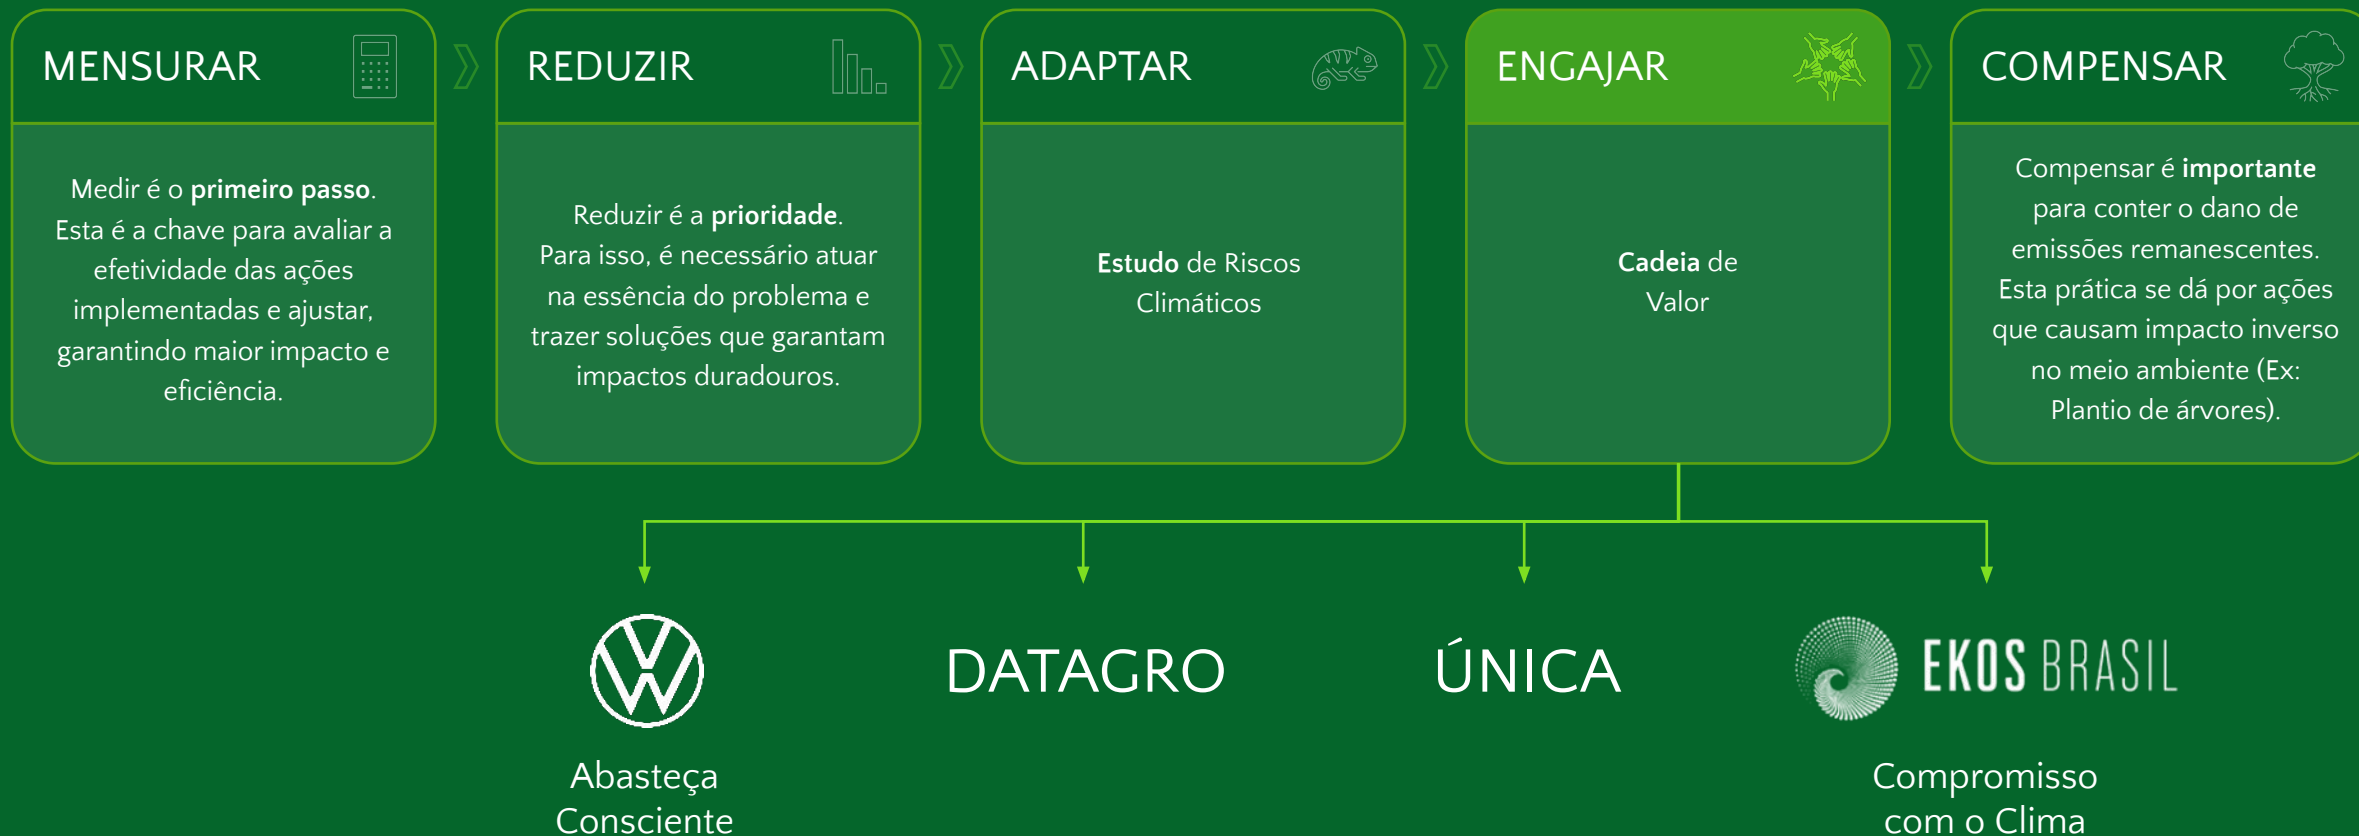 MENSURAR
Medir é o primeiro passo.
Esta é a chave para avaliar a
efetividade das ações
implementadas e ajustar,
garantindo maior impacto e
eficiência.
REDUZIR
Reduzir é a prioridade.
Para isso, é necessário atuar
na essência do problema e
trazer soluções que garantam
impactos duradouros.
ADAPTAR
Estudo de Riscos
Climáticos
ENGAJAR
Cadeia de
Valor
COMPENSAR
Compensar é importante
para conter o dano de
emissões remanescentes.
Esta prática se dá por ações
que causam impacto inverso
no meio ambiente (Ex:
Plantio de árvores).
Abasteça
Consciente
DATAGRO
ÚNICA
EKOS BRASIL
Compromisso
com o Clima